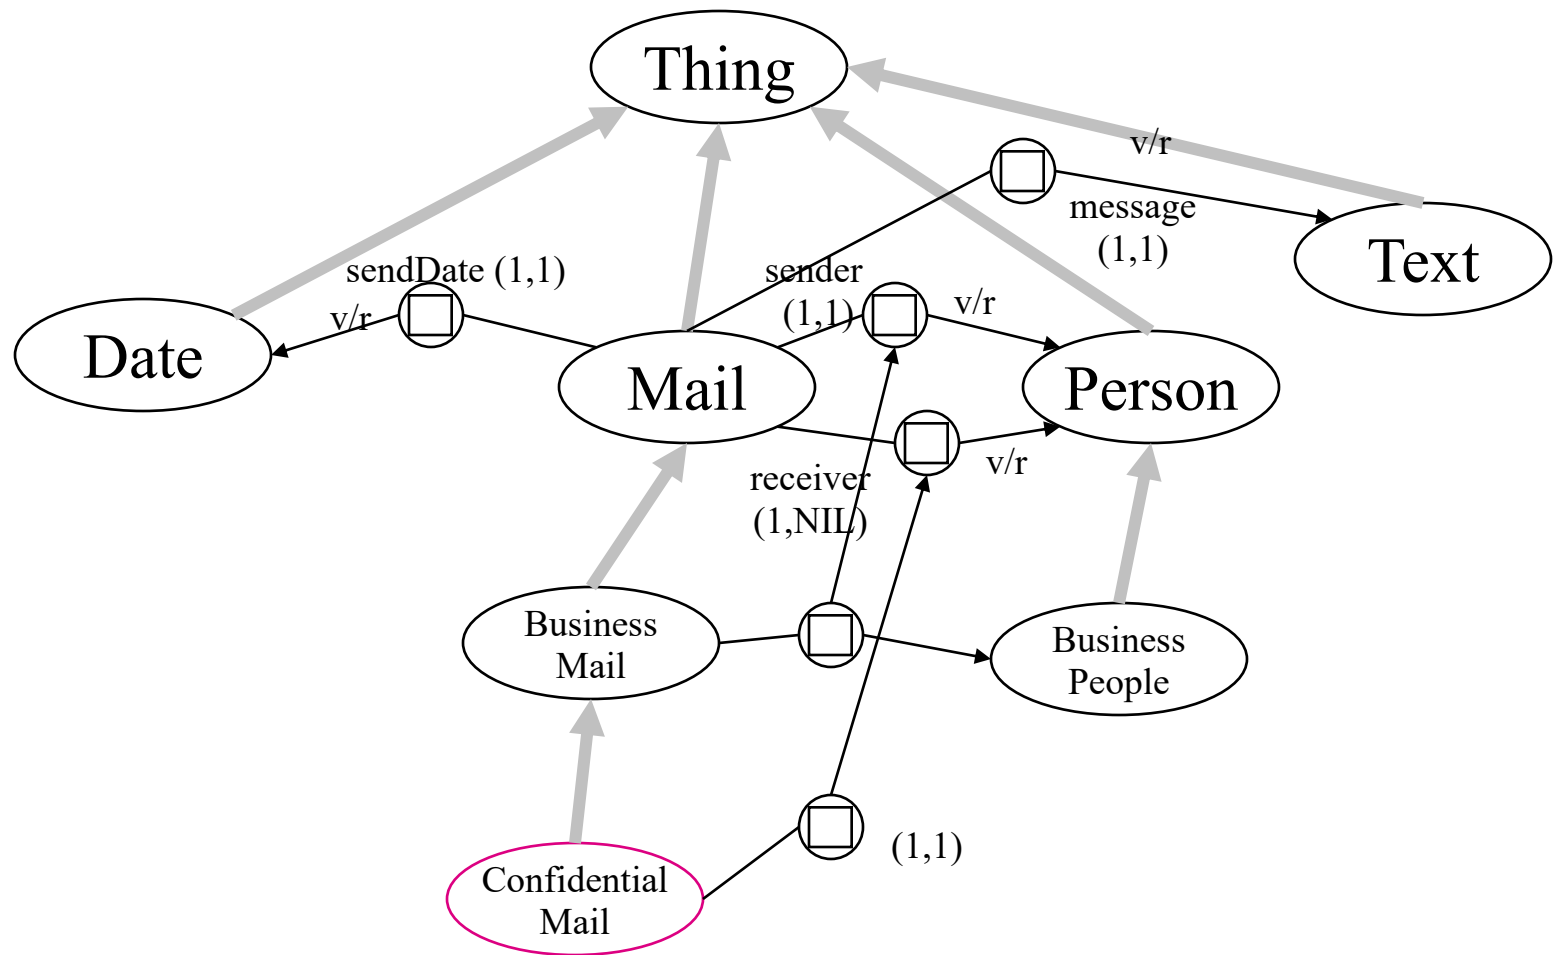 Thing
v/r
message
(1,1)
Text
sendDate (1,1)
v/r
Date
sender
(1,1)
v/r
Mail
Person
receiver
(1,NIL)
v/r
Business
Mail
Business
People
(1,1)
Confidential
Mail